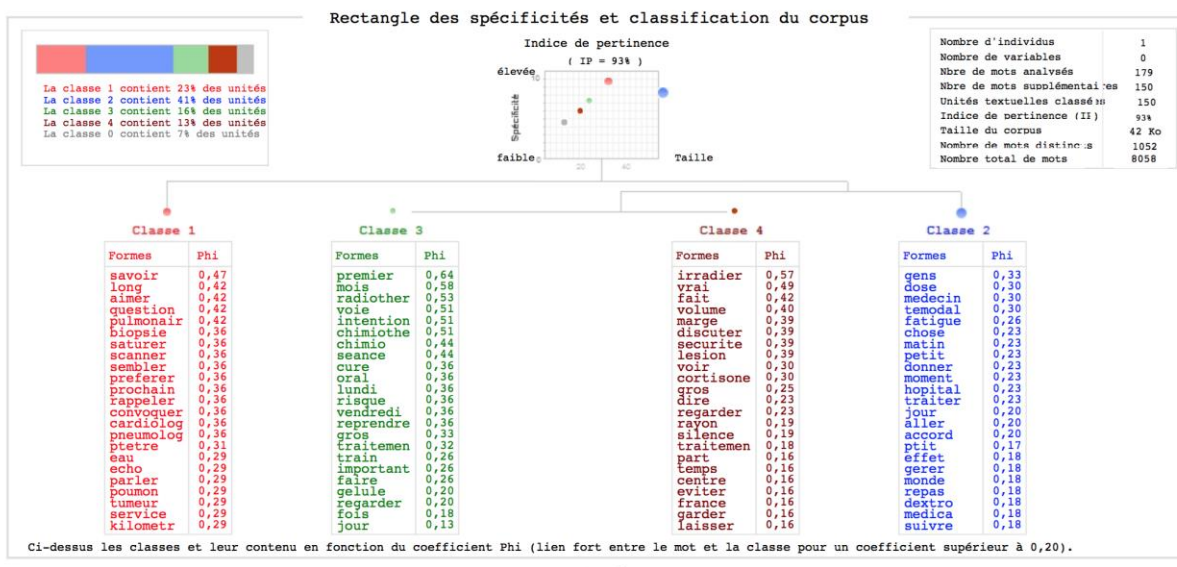 Rectangle des spécificités et classification du corpus
La classe 1 contient 23% des unités
La classe 2 contient 41% des unités
La classe 3 contient 16% des unités
La classe 4 contient 13% des unités
La classe 0 contient 7% des unités
Indice de pertinence
( IP = 93% )
élevée
10
Spécificité
faible
0
20
40
Taille
Nombre d'individus 1
Nombre de variables 0
Nbre de mots analysés 179
Nbre de mots supplémentaires 150
Unités textuelles classées 150
Indice de pertinence (IP) 93%
Taille du corpus 42 Ko
Nombre de mots distincts 1052
Nombre total de mots 8058
Classe 1
Formes Phi
savoir 0,47
long 0,42
aimer 0,42
question 0,42
pulmonair 0,42
biopsie 0,36
saturer 0,36
scanner 0,36
sembler 0,36
preferer 0,36
prochain 0,36
rappeler 0,36
convoquer 0,36
cardiolog 0,36
pneumolog 0,36
ptetre 0,31
eau 0,29
echo 0,29
parler 0,29
poumon 0,29
tumeur 0,29
service 0,29
kilometr 0,29
Classe 3
Formes Phi
premier 0,64
mois 0,58
radiother 0,53
voie 0,51
intention 0,51
chimiothe 0,51
chimio 0,44
seance 0,44
cure 0,36
oral 0,36
lundi 0,36
risque 0,36
vendredi 0,36
reprendre 0,36
gros 0,33
traitemen 0,32
train 0,26
important 0,26
faire 0,26
gelule 0,20
regarder 0,20
fois 0,18
jour 0,13
Classe 4
Formes Phi
irradier 0,57
vrai 0,49
fait 0,42
volume 0,40
marge 0,39
discuter 0,39
securite 0,39
lesion 0,39
voir 0,30
cortisone 0,30
gros 0,25
dire 0,23
regarder 0,23
rayon 0,19
silence 0,19
traitemen 0,18
part 0,16
temps 0,16
centre 0,16
eviter 0,16
france 0,16
garder 0,16
laisser 0,16
Classe 2
Formes Phi
gens 0,33
dose 0,30
medecin 0,30
temodal 0,30
fatigue 0,26
chose 0,23
matin 0,23
petit 0,23
donner 0,23
moment 0,23
hopital 0,23
traiter 0,23
jour 0,20
aller 0,20
accord 0,20
ptit 0,17
effet 0,18
gerer 0,18
monde 0,18
repas 0,18
dextro 0,18
medica 0,18
suivre 0,18
Ci-dessus les classes et leur contenu en fonction du coefficient Phi (lien fort entre le mot et la classe pour un coefficient supérieur à 0,20).